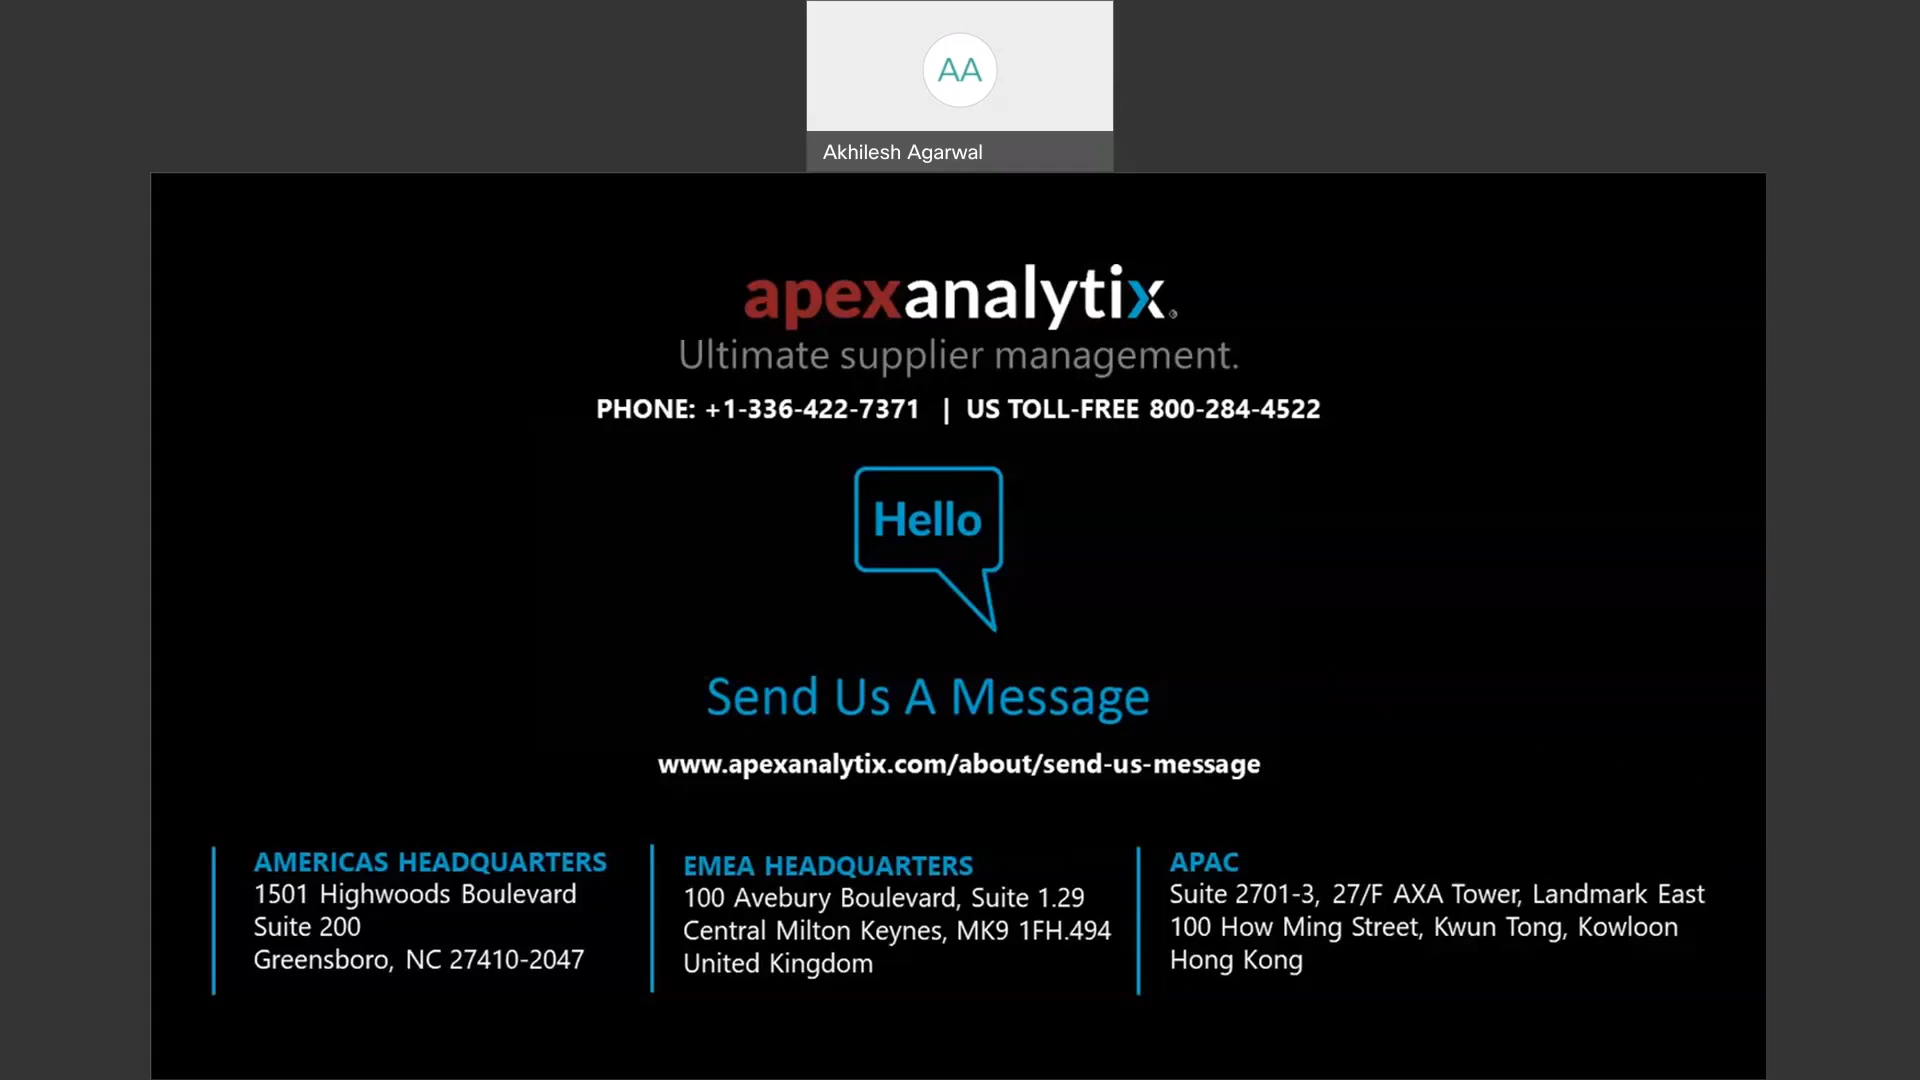 AA
Akhilesh Agarwal
apexanalytix®
Ultimate supplier management.
PHONE: +1-336-422-7371 | US TOLL-FREE 800-284-4522
Hello
Send Us A Message
www.apexanalytix.com/about/send-us-message
AMERICAS HEADQUARTERS
1501 Highwoods Boulevard
Suite 200
Greensboro, NC 27410-2047
EMEA HEADQUARTERS
100 Avebury Boulevard, Suite 1.29
Central Milton Keynes, MK9 1FH.494
United Kingdom
APAC
Suite 2701-3, 27/F AXA Tower, Landmark East
100 How Ming Street, Kwun Tong, Kowloon
Hong Kong